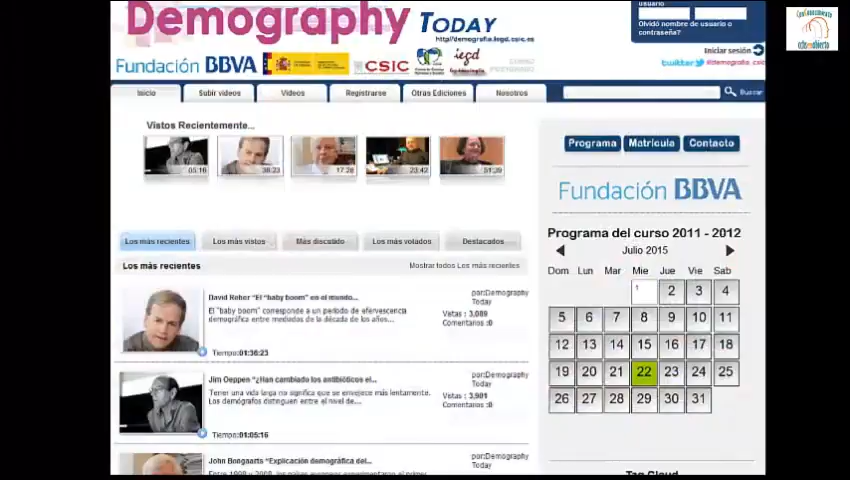 Demography TODAY
http://demografia.iegd.csic.es
usuario
Olvidó nombre de usuario o
contraseña?
Iniciar sesión
twitter #demografia_csic
Fundación BBVA
CSIC
iegd
Inicio
Subir videos
Videos
Registrarse
Otras Ediciones
Nosotros
Buscar
Vistos Recientemente...
05:16
36:23
17:28
23:42
51:39
Programa
Matrícula
Contacto
Fundación BBVA
Programa del curso 2011 - 2012
Julio 2015
Dom Lun Mar Mie Jue Vie Sab
1 2 3 4
5 6 7 8 9 10 11
12 13 14 15 16 17 18
19 20 21 22 23 24 25
26 27 28 29 30 31
Los más recientes
Los más vistos
Más discutido
Los más votados
Destacados
Los más recientes
Mostrar todos Los más recientes
David Reher "El "baby boom" en el mundo...
El "baby boom" corresponde a un periodo de efervescencia
demográfica entre mediados de la década de los años...
Tiempo:01:36:23
por:Demography
Today
Vistas : 3,089
Comentarios :0
Jim Oeppen "¿Han cambiado los antibióticos el...
Tener una vida larga no significa que se envejece más lentamente.
Los demógrafos distinguen entre el nivel de...
Tiempo:01:05:16
por:Demography
Today
Vistas : 3,901
Comentarios :0
John Bongaarts "Explicación demográfica del...
por:Demography
Today
Tag Cloud